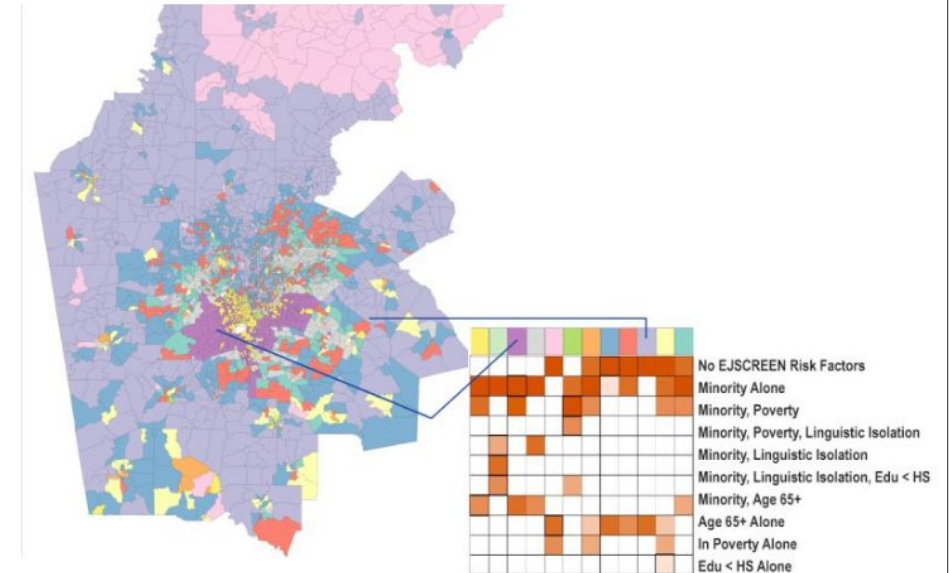 No EJSCREEN Risk Factors
Minority Alone
Minority, Poverty
Minority, Poverty, Linguistic Isolation
Minority, Linguistic Isolation
Minority, Linguistic Isolation, Edu < HS
Minority, Age 65+
Age 65+ Alone
In Poverty Alone
Edu < HS Alone